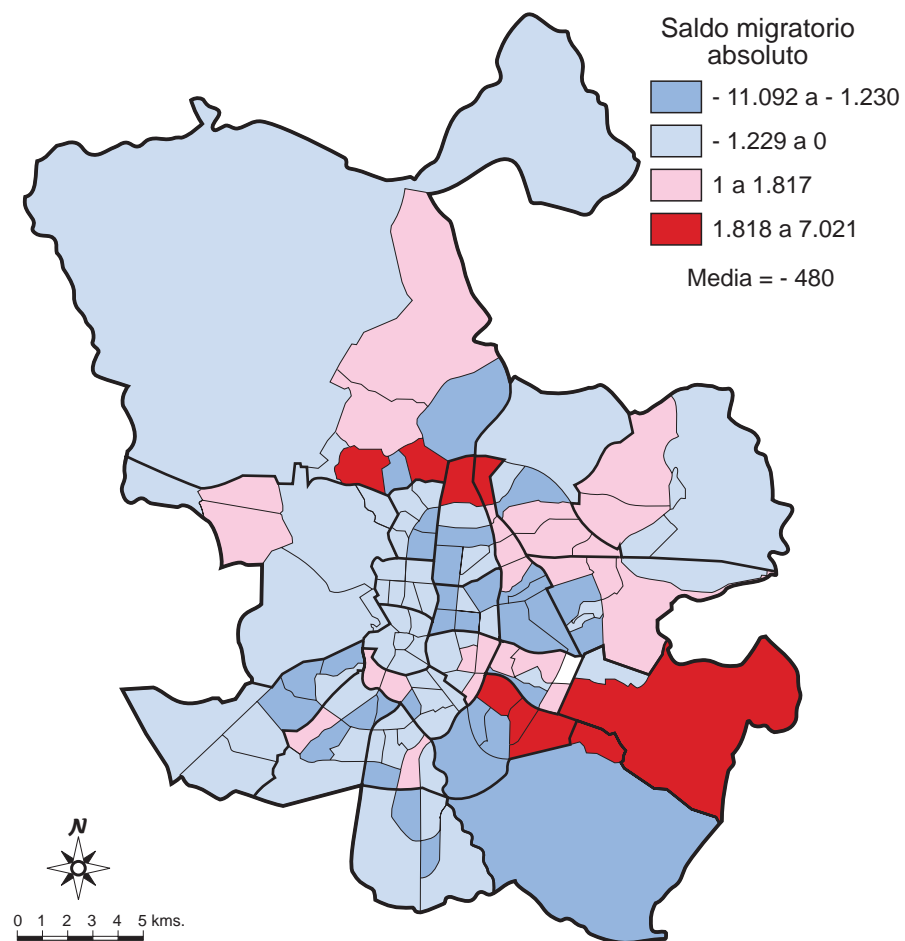 Saldo migratorio
absoluto
- 11.092 a - 1.230
- 1.229 a 0
1 a 1.817
1.818 a 7.021
Media = - 480
N
0 1 2 3 4 5 kms.